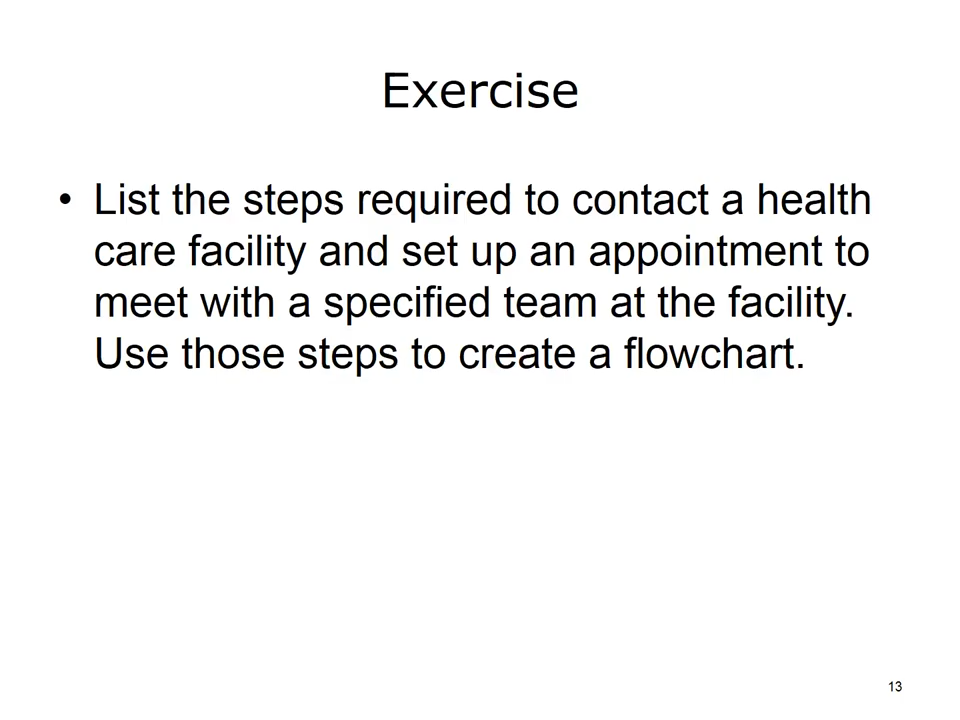 Exercise
• List the steps required to contact a health
care facility and set up an appointment to
meet with a specified team at the facility.
Use those steps to create a flowchart.
13